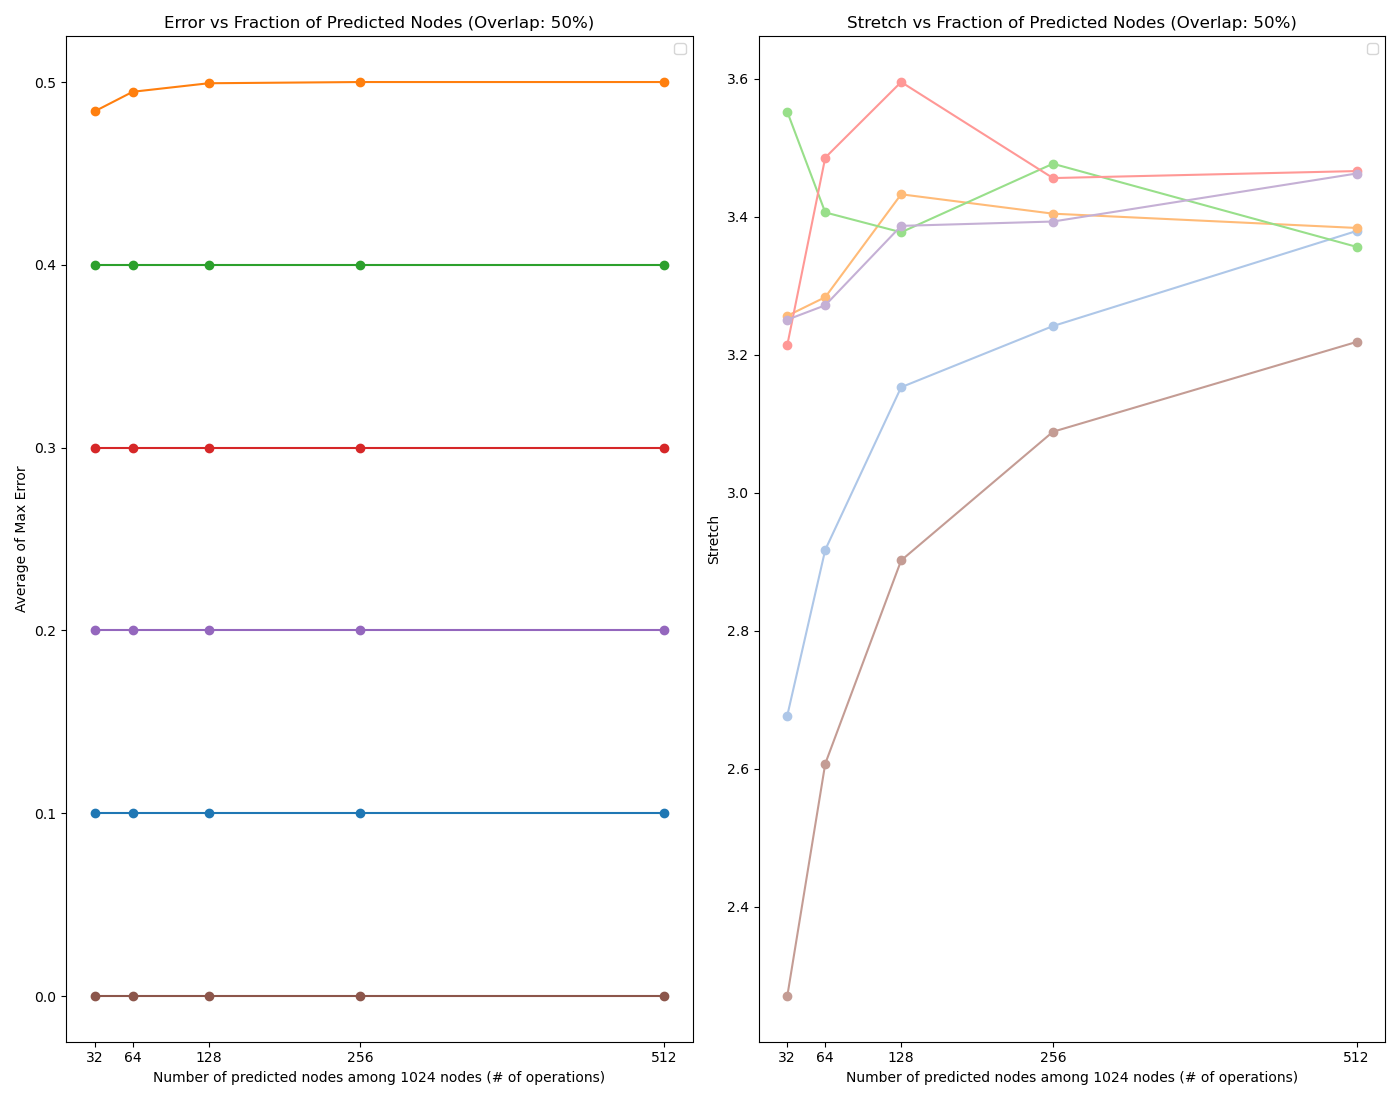 Error vs Fraction of Predicted Nodes (Overlap: 50%)
0.5
0.4
0.3
0.2
0.1
0.0
Average of Max Error
32 64 128 256 512
Number of predicted nodes among 1024 nodes (# of operations)
Stretch vs Fraction of Predicted Nodes (Overlap: 50%)
3.6
3.4
3.2
3.0
2.8
2.6
2.4
Stretch
32 64 128 256 512
Number of predicted nodes among 1024 nodes (# of operations)